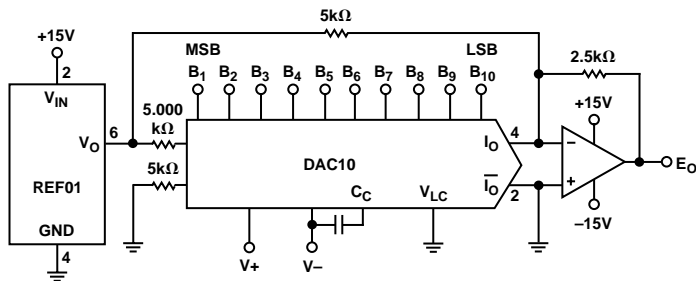 5kΩ
+15V
MSB
LSB
2.5kΩ
2
B1 B2 B3 B4 B5 B6 B7 B8 B9 B10
VIN
5.000
kΩ
+15V
VO
6
IO
4
–
REF01
5kΩ
DAC10
EO
CC
VLC
IO
2
+
GND
–15V
4
V+
V–